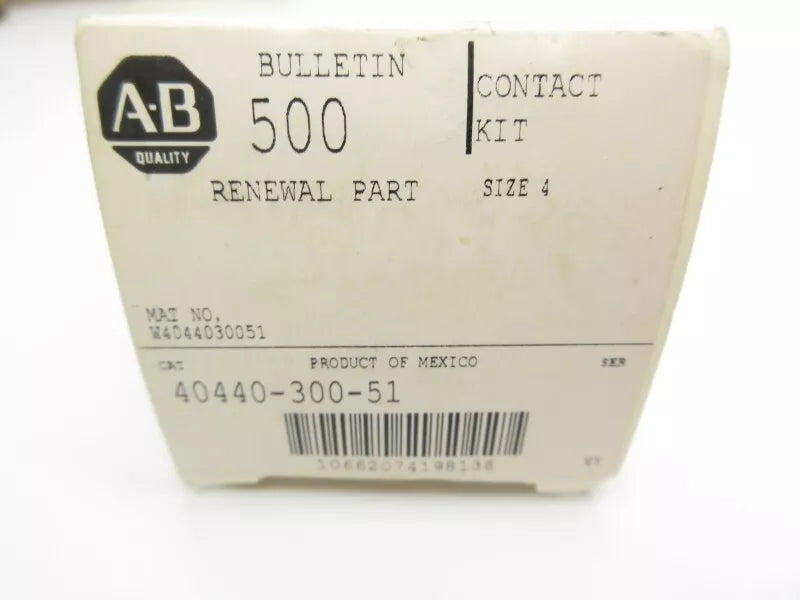 A-B
QUALITY
BULLETIN
500
RENEWAL PART
CONTACT
KIT
SIZE 4
MAT NO.
W4044030051
CAT PRODUCT OF MEXICO SER
40440-300-51
10662074198136